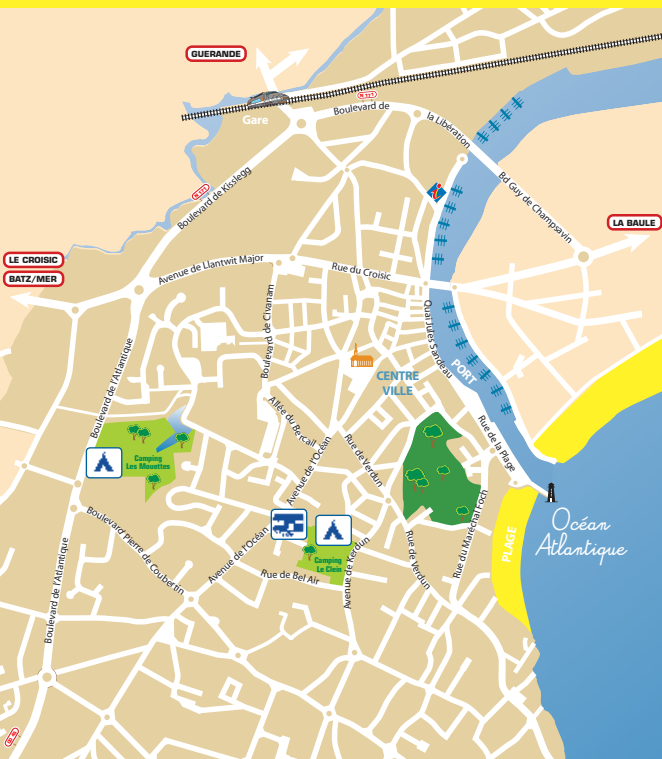 GUERANDE
Gare
N 171
Boulevard de
la Libération
Bd Guy de Champsavin
LA BAULE
Boulevard de Kisslegg
LE CROISIC
BATZ/MER
Avenue de Llantwit Major
Rue du Croisic
Boulevard de Civanam
Quai Jules Sandeau
PORT
CENTRE
VILLE
Boulevard de l'Atlantique
Allée du Bercail
Avenue de l'Océan
Rue de Verdun
Rue de la Plage
Camping
Les Mouettes
Océan
Atlantique
PLAGE
Rue du Maréchal Foch
Rue de Verdun
Boulevard Pierre de Coubertin
Avenue de l'Océan
Camping
Le Clein
Rue de Bel Air
Avenue de Kerdun
Boulevard de l'Atlantique